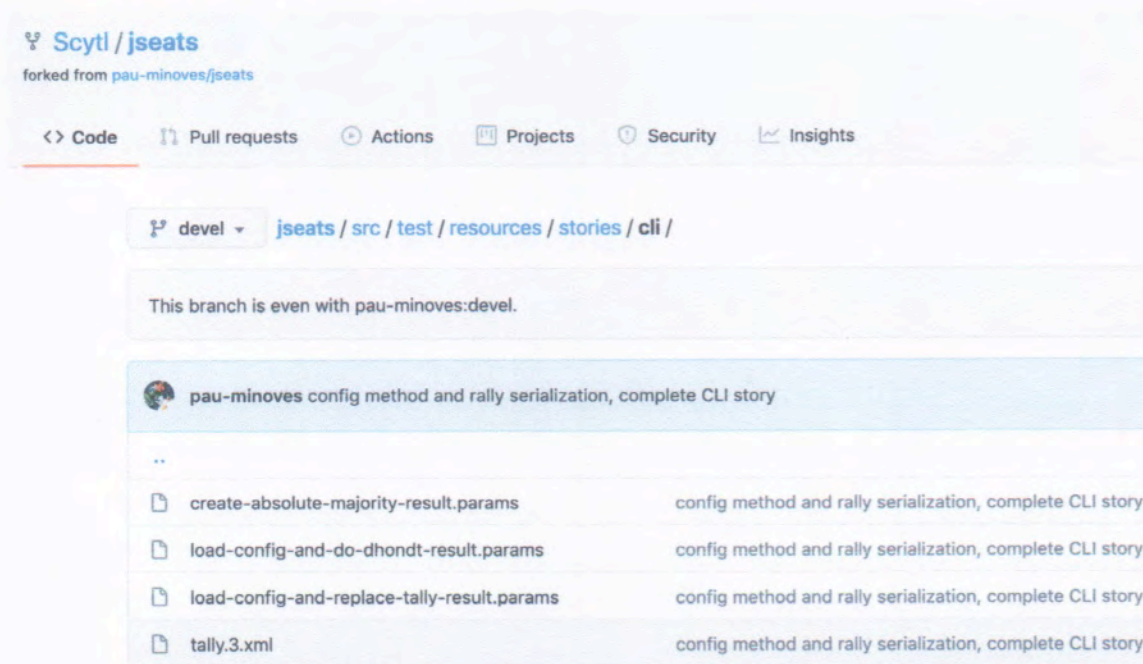 Scytl / jseats
forked from pau-minoves/jseats
<> Code Pull requests Actions Projects Security Insights
devel jseats / src / test / resources / stories / cli /
This branch is even with pau-minoves:devel.
pau-minoves config method and rally serialization, complete CLI story
..
create-absolute-majority-result.params config method and rally serialization, complete CLI story
load-config-and-do-dhondt-result.params config method and rally serialization, complete CLI story
load-config-and-replace-tally-result.params config method and rally serialization, complete CLI story
tally.3.xml config method and rally serialization, complete CLI story